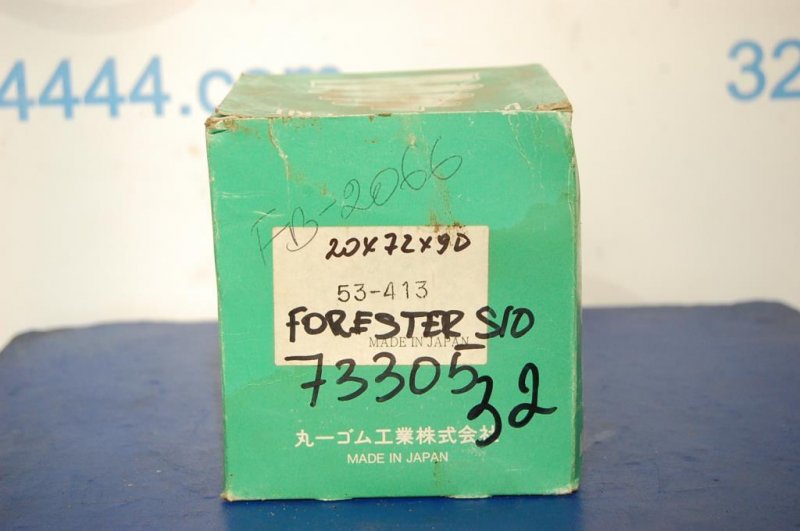 4444.com
32
FB-2066
20x72x90
53-413
FORESTER S10
MADE IN JAPAN
73305
32
丸一ゴム工業株式会社
MADE IN JAPAN